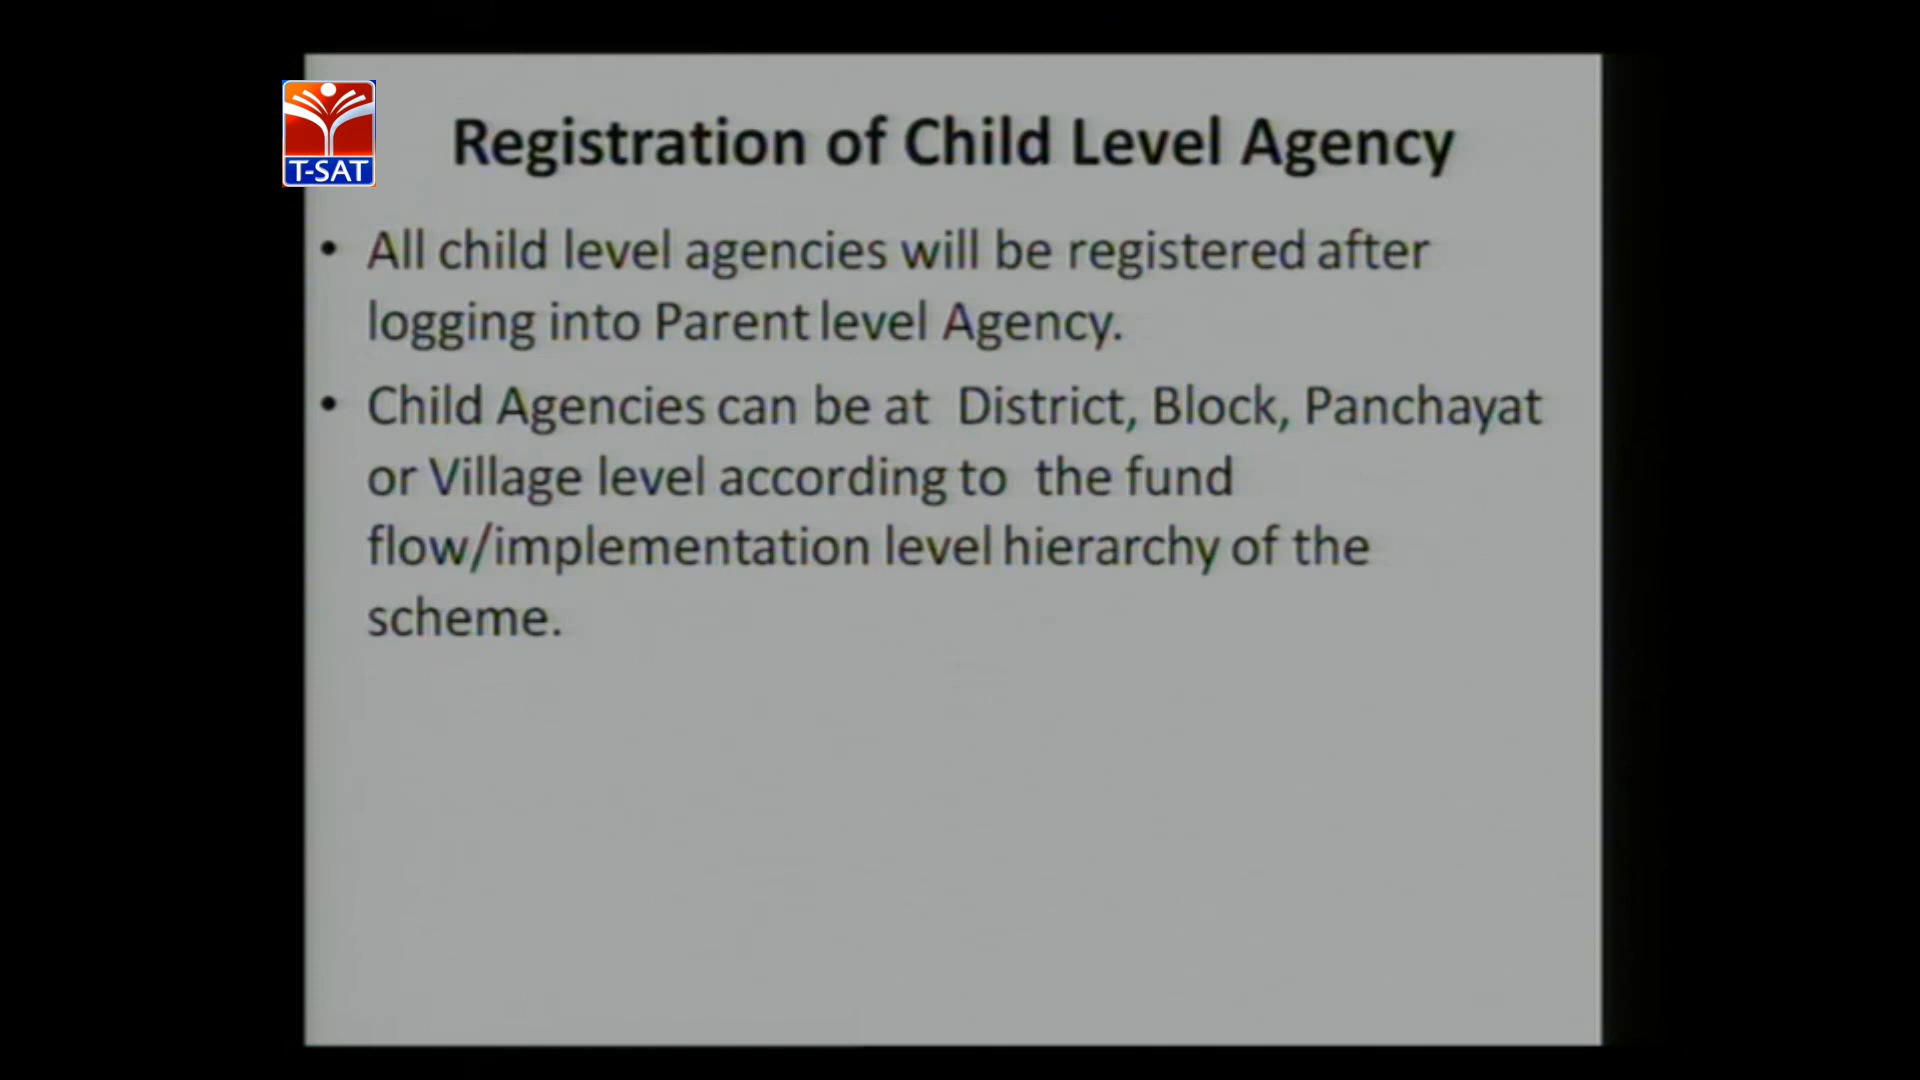 T-SAT
Registration of Child Level Agency
• All child level agencies will be registered after
logging into Parent level Agency.
• Child Agencies can be at District, Block, Panchayat
or Village level according to the fund
flow/implementation level hierarchy of the
scheme.